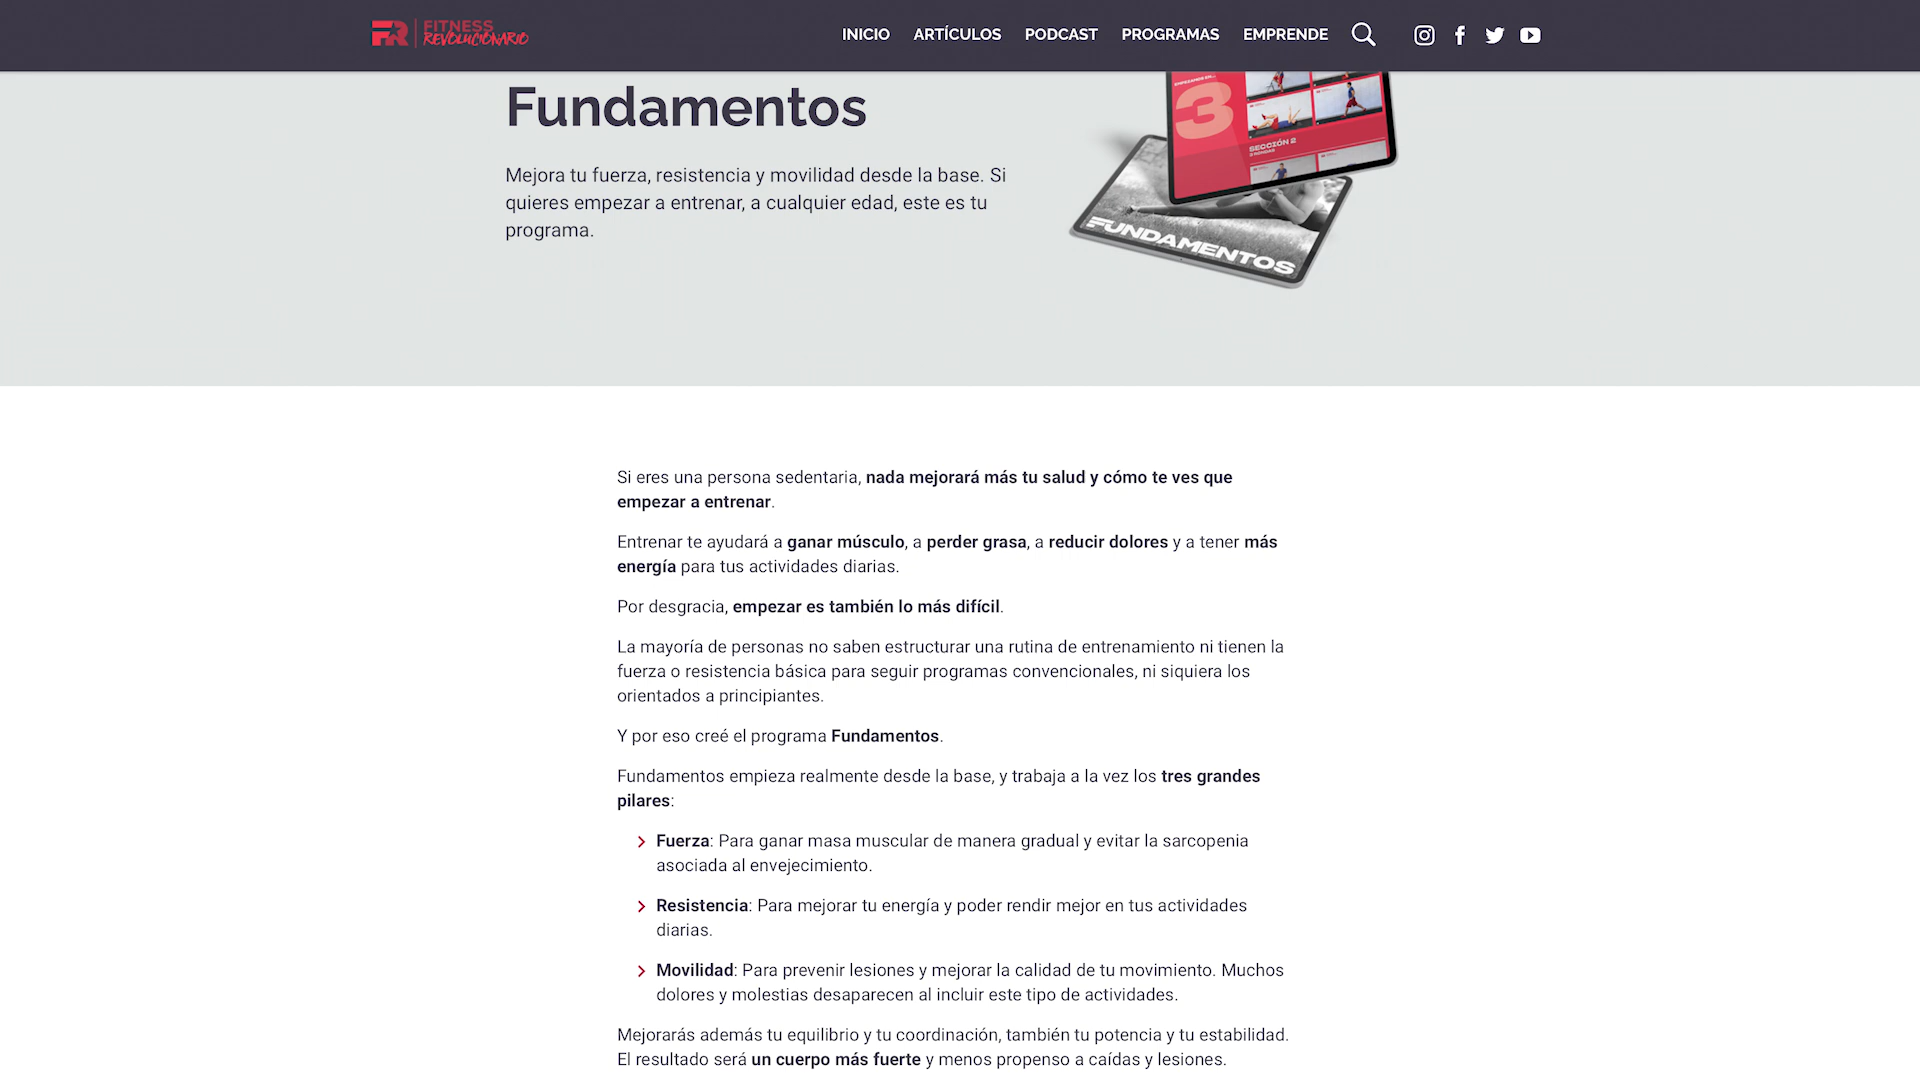 FR FITNESS REVOLUCIONARIO
INICIO ARTÍCULOS PODCAST PROGRAMAS EMPRENDE
Fundamentos
Mejora tu fuerza, resistencia y movilidad desde la base. Si
quieres empezar a entrenar, a cualquier edad, este es tu
programa.
3
SECCIÓN 2
FUNDAMENTOS
Si eres una persona sedentaria, nada mejorará más tu salud y cómo te ves que
empezar a entrenar.
Entrenar te ayudará a ganar músculo, a perder grasa, a reducir dolores y a tener más
energía para tus actividades diarias.
Por desgracia, empezar es también lo más difícil.
La mayoría de personas no saben estructurar una rutina de entrenamiento ni tienen la
fuerza o resistencia básica para seguir programas convencionales, ni siquiera los
orientados a principiantes.
Y por eso creé el programa Fundamentos.
Fundamentos empieza realmente desde la base, y trabaja a la vez los tres grandes
pilares:
Fuerza: Para ganar masa muscular de manera gradual y evitar la sarcopenia
asociada al envejecimiento.
Resistencia: Para mejorar tu energía y poder rendir mejor en tus actividades
diarias.
Movilidad: Para prevenir lesiones y mejorar la calidad de tu movimiento. Muchos
dolores y molestias desaparecen al incluir este tipo de actividades.
Mejorarás además tu equilibrio y tu coordinación, también tu potencia y tu estabilidad.
El resultado será un cuerpo más fuerte y menos propenso a caídas y lesiones.